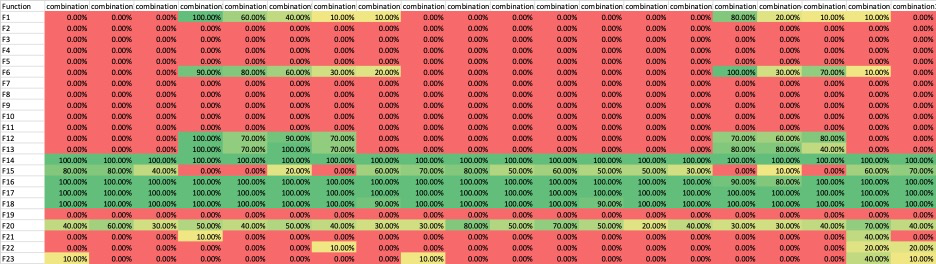 Function combination combination combination combination combination combination combination combination combination combination combination combination combination combination combination combination combination combination combination combination
F1 0.00% 0.00% 0.00% 100.00% 60.00% 40.00% 10.00% 10.00% 0.00% 0.00% 0.00% 0.00% 0.00% 0.00% 0.00% 80.00% 20.00% 10.00% 10.00% 0.00%
F2 0.00% 0.00% 0.00% 0.00% 0.00% 0.00% 0.00% 0.00% 0.00% 0.00% 0.00% 0.00% 0.00% 0.00% 0.00% 0.00% 0.00% 0.00% 0.00% 0.00%
F3 0.00% 0.00% 0.00% 0.00% 0.00% 0.00% 0.00% 0.00% 0.00% 0.00% 0.00% 0.00% 0.00% 0.00% 0.00% 0.00% 0.00% 0.00% 0.00% 0.00%
F4 0.00% 0.00% 0.00% 0.00% 0.00% 0.00% 0.00% 0.00% 0.00% 0.00% 0.00% 0.00% 0.00% 0.00% 0.00% 0.00% 0.00% 0.00% 0.00% 0.00%
F5 0.00% 0.00% 0.00% 0.00% 0.00% 0.00% 0.00% 0.00% 0.00% 0.00% 0.00% 0.00% 0.00% 0.00% 0.00% 0.00% 0.00% 0.00% 0.00% 0.00%
F6 0.00% 0.00% 0.00% 90.00% 80.00% 60.00% 30.00% 20.00% 0.00% 0.00% 0.00% 0.00% 0.00% 0.00% 0.00% 100.00% 30.00% 70.00% 10.00% 0.00%
F7 0.00% 0.00% 0.00% 0.00% 0.00% 0.00% 0.00% 0.00% 0.00% 0.00% 0.00% 0.00% 0.00% 0.00% 0.00% 0.00% 0.00% 0.00% 0.00% 0.00%
F8 0.00% 0.00% 0.00% 0.00% 0.00% 0.00% 0.00% 0.00% 0.00% 0.00% 0.00% 0.00% 0.00% 0.00% 0.00% 0.00% 0.00% 0.00% 0.00% 0.00%
F9 0.00% 0.00% 0.00% 0.00% 0.00% 0.00% 0.00% 0.00% 0.00% 0.00% 0.00% 0.00% 0.00% 0.00% 0.00% 0.00% 0.00% 0.00% 0.00% 0.00%
F10 0.00% 0.00% 0.00% 0.00% 0.00% 0.00% 0.00% 0.00% 0.00% 0.00% 0.00% 0.00% 0.00% 0.00% 0.00% 0.00% 0.00% 0.00% 0.00% 0.00%
F11 0.00% 0.00% 0.00% 0.00% 0.00% 0.00% 0.00% 0.00% 0.00% 0.00% 0.00% 0.00% 0.00% 0.00% 0.00% 0.00% 0.00% 0.00% 0.00% 0.00%
F12 0.00% 0.00% 0.00% 100.00% 70.00% 90.00% 70.00% 0.00% 0.00% 0.00% 0.00% 0.00% 0.00% 0.00% 0.00% 70.00% 60.00% 80.00% 0.00% 0.00%
F13 0.00% 0.00% 0.00% 100.00% 70.00% 100.00% 70.00% 0.00% 0.00% 0.00% 0.00% 0.00% 0.00% 0.00% 0.00% 80.00% 80.00% 40.00% 0.00% 0.00%
F14 100.00% 100.00% 100.00% 100.00% 100.00% 100.00% 100.00% 100.00% 100.00% 100.00% 100.00% 100.00% 100.00% 100.00% 100.00% 100.00% 100.00% 100.00% 100.00% 100.00%
F15 80.00% 80.00% 40.00% 0.00% 0.00% 20.00% 0.00% 60.00% 70.00% 80.00% 50.00% 60.00% 50.00% 50.00% 30.00% 0.00% 10.00% 0.00% 60.00% 70.00%
F16 100.00% 100.00% 100.00% 100.00% 100.00% 100.00% 100.00% 100.00% 100.00% 100.00% 100.00% 100.00% 100.00% 100.00% 100.00% 90.00% 80.00% 100.00% 100.00% 100.00%
F17 100.00% 100.00% 100.00% 100.00% 100.00% 100.00% 100.00% 100.00% 100.00% 100.00% 100.00% 100.00% 100.00% 100.00% 100.00% 100.00% 100.00% 100.00% 100.00% 100.00%
F18 100.00% 100.00% 100.00% 100.00% 100.00% 100.00% 100.00% 90.00% 100.00% 100.00% 100.00% 100.00% 90.00% 100.00% 100.00% 100.00% 100.00% 100.00% 100.00% 100.00%
F19 0.00% 0.00% 0.00% 0.00% 0.00% 0.00% 0.00% 0.00% 0.00% 0.00% 0.00% 0.00% 0.00% 0.00% 0.00% 0.00% 0.00% 0.00% 0.00% 0.00%
F20 40.00% 60.00% 30.00% 50.00% 40.00% 50.00% 40.00% 30.00% 30.00% 80.00% 50.00% 70.00% 50.00% 20.00% 40.00% 30.00% 40.00% 30.00% 70.00% 40.00%
F21 0.00% 0.00% 0.00% 10.00% 0.00% 0.00% 0.00% 0.00% 0.00% 0.00% 0.00% 0.00% 0.00% 0.00% 0.00% 0.00% 0.00% 0.00% 40.00% 0.00%
F22 0.00% 0.00% 0.00% 0.00% 0.00% 0.00% 10.00% 0.00% 0.00% 0.00% 0.00% 0.00% 0.00% 0.00% 0.00% 0.00% 0.00% 0.00% 20.00% 20.00%
F23 10.00% 0.00% 0.00% 0.00% 0.00% 0.00% 0.00% 0.00% 10.00% 0.00% 0.00% 0.00% 0.00% 0.00% 0.00% 0.00% 0.00% 0.00% 40.00% 10.00%